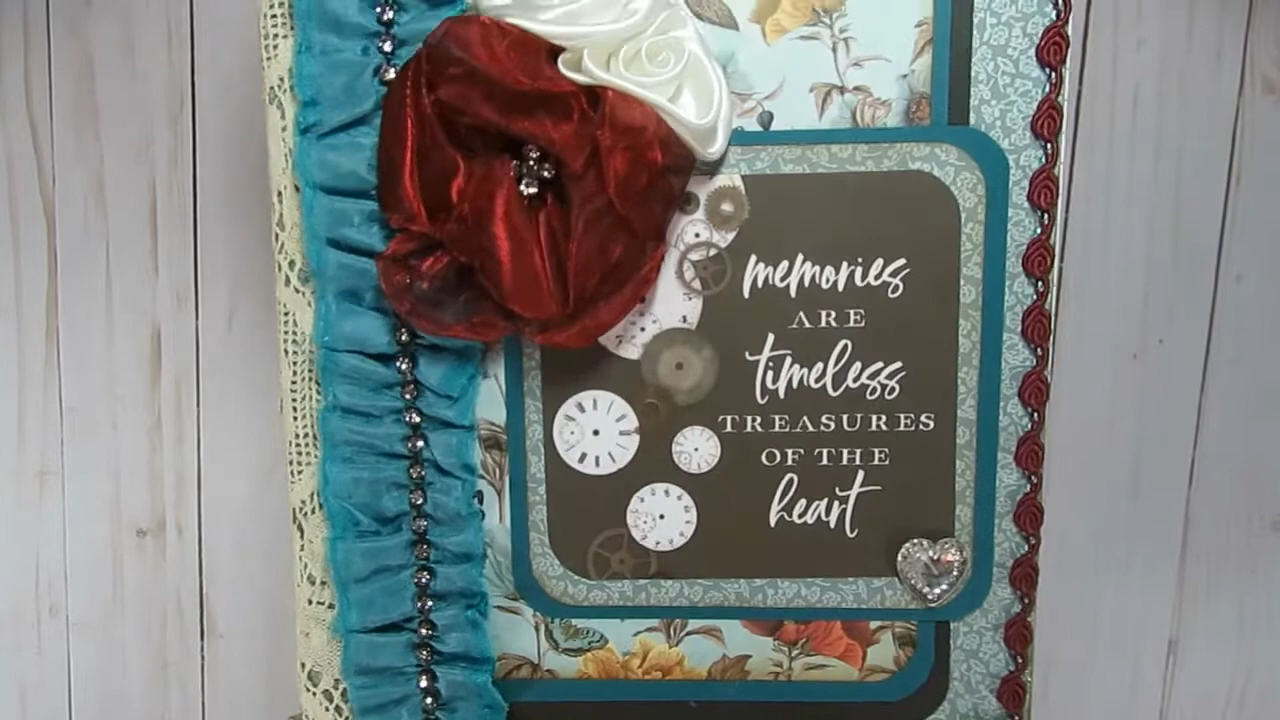 memories
ARE
timeless
TREASURES
OF THE
heart